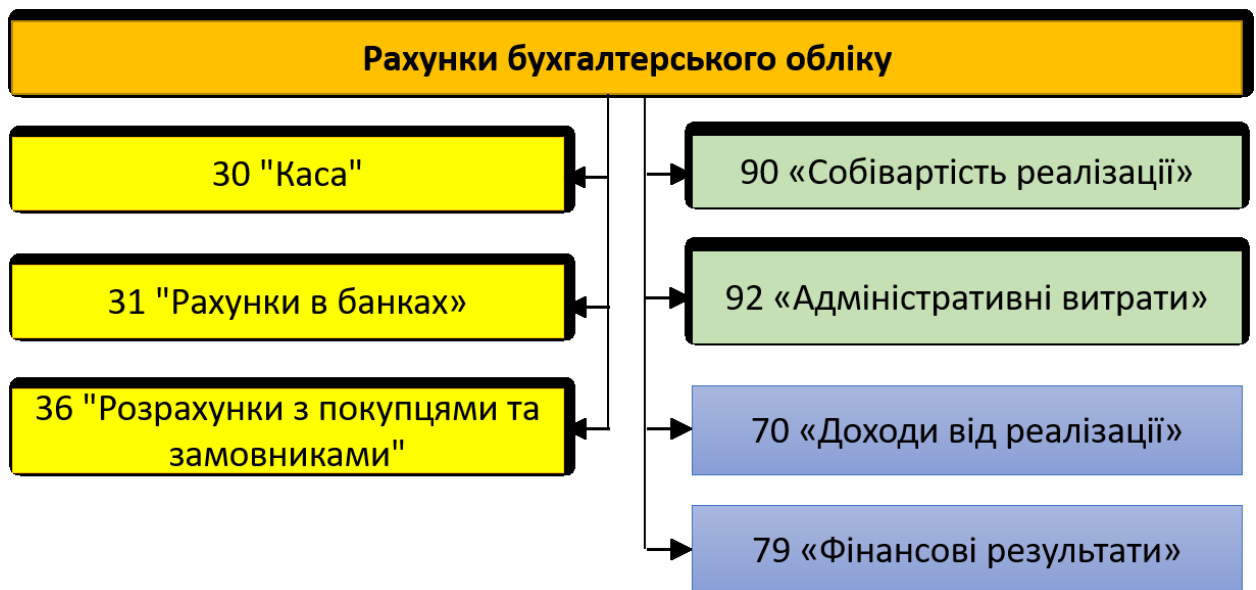 Рахунки бухгалтерського обліку
30 "Каса"
31 "Рахунки в банках»
36 "Розрахунки з покупцями та
замовниками"
90 «Собівартість реалізації»
92 «Адміністративні витрати»
70 «Доходи від реалізації»
79 «Фінансові результати»